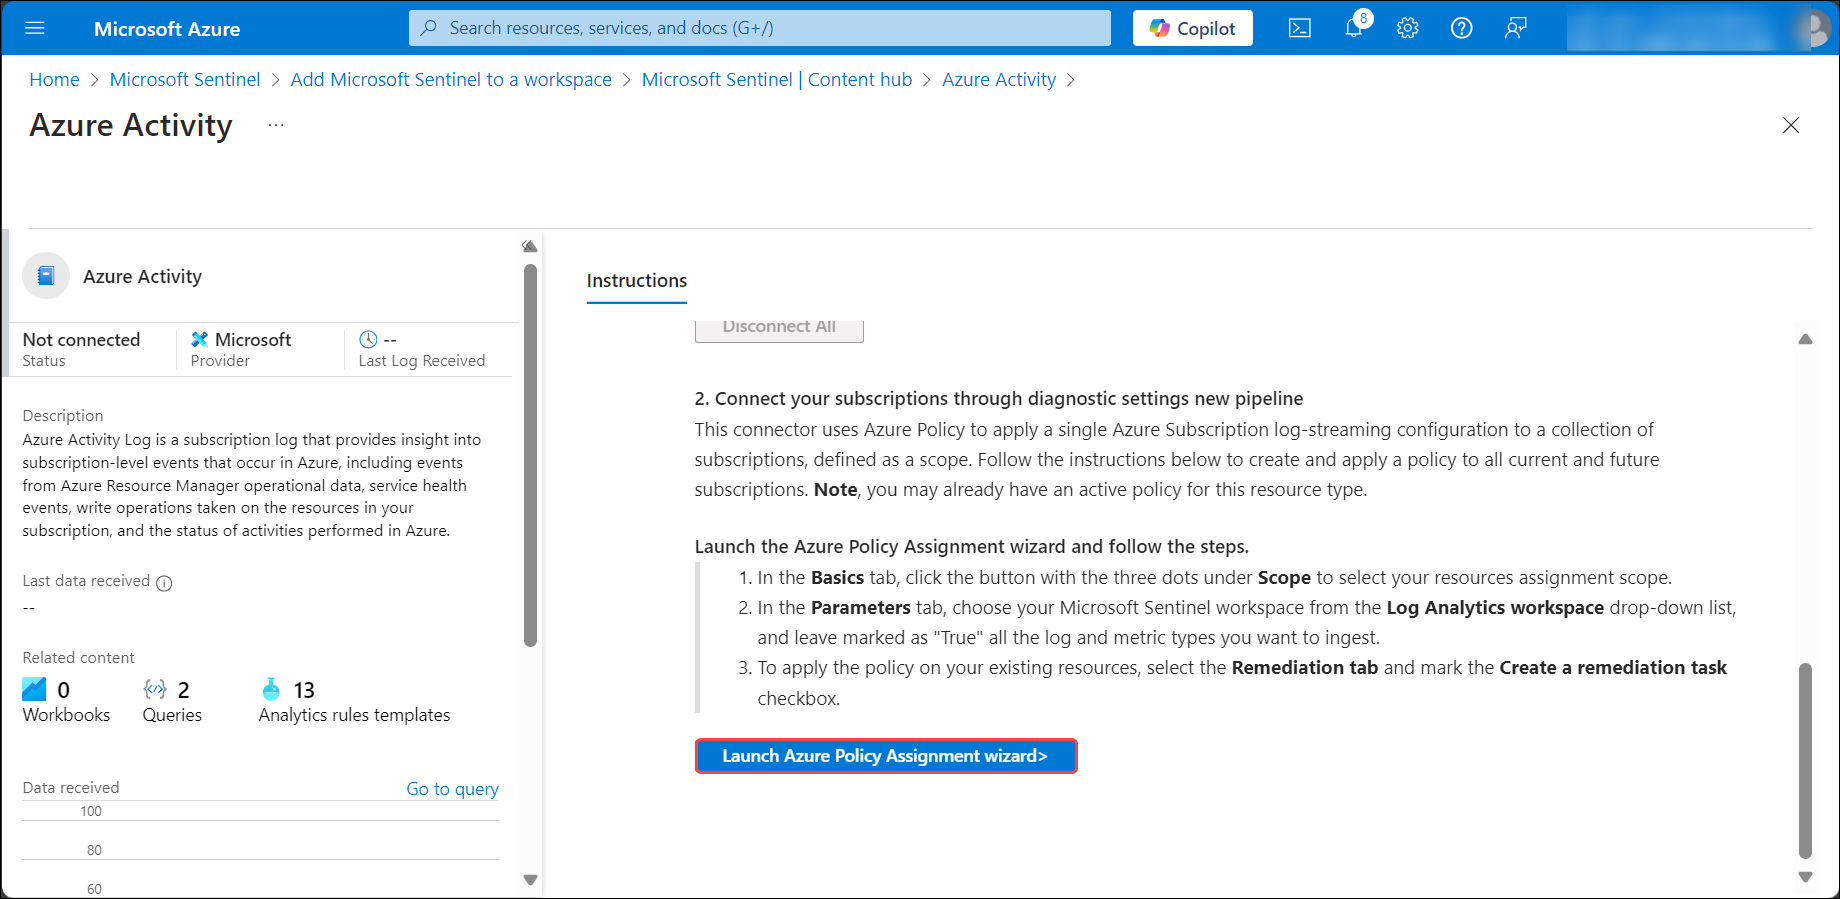 Microsoft Azure
Search resources, services, and docs (G+/)
Copilot
8
Home > Microsoft Sentinel > Add Microsoft Sentinel to a workspace > Microsoft Sentinel | Content hub > Azure Activity >
Azure Activity ...
Azure Activity
Not connected
Status
Microsoft
Provider
--
Last Log Received
Description
Azure Activity Log is a subscription log that provides insight into
subscription-level events that occur in Azure, including events
from Azure Resource Manager operational data, service health
events, write operations taken on the resources in your
subscription, and the status of activities performed in Azure.
Last data received
--
Related content
0
Workbooks
2
Queries
13
Analytics rules templates
Data received
Go to query
100
80
60
Instructions
Disconnect All
2. Connect your subscriptions through diagnostic settings new pipeline
This connector uses Azure Policy to apply a single Azure Subscription log-streaming configuration to a collection of
subscriptions, defined as a scope. Follow the instructions below to create and apply a policy to all current and future
subscriptions. Note, you may already have an active policy for this resource type.
Launch the Azure Policy Assignment wizard and follow the steps.
1. In the Basics tab, click the button with the three dots under Scope to select your resources assignment scope.
2. In the Parameters tab, choose your Microsoft Sentinel workspace from the Log Analytics workspace drop-down list,
and leave marked as "True" all the log and metric types you want to ingest.
3. To apply the policy on your existing resources, select the Remediation tab and mark the Create a remediation task
checkbox.
Launch Azure Policy Assignment wizard>